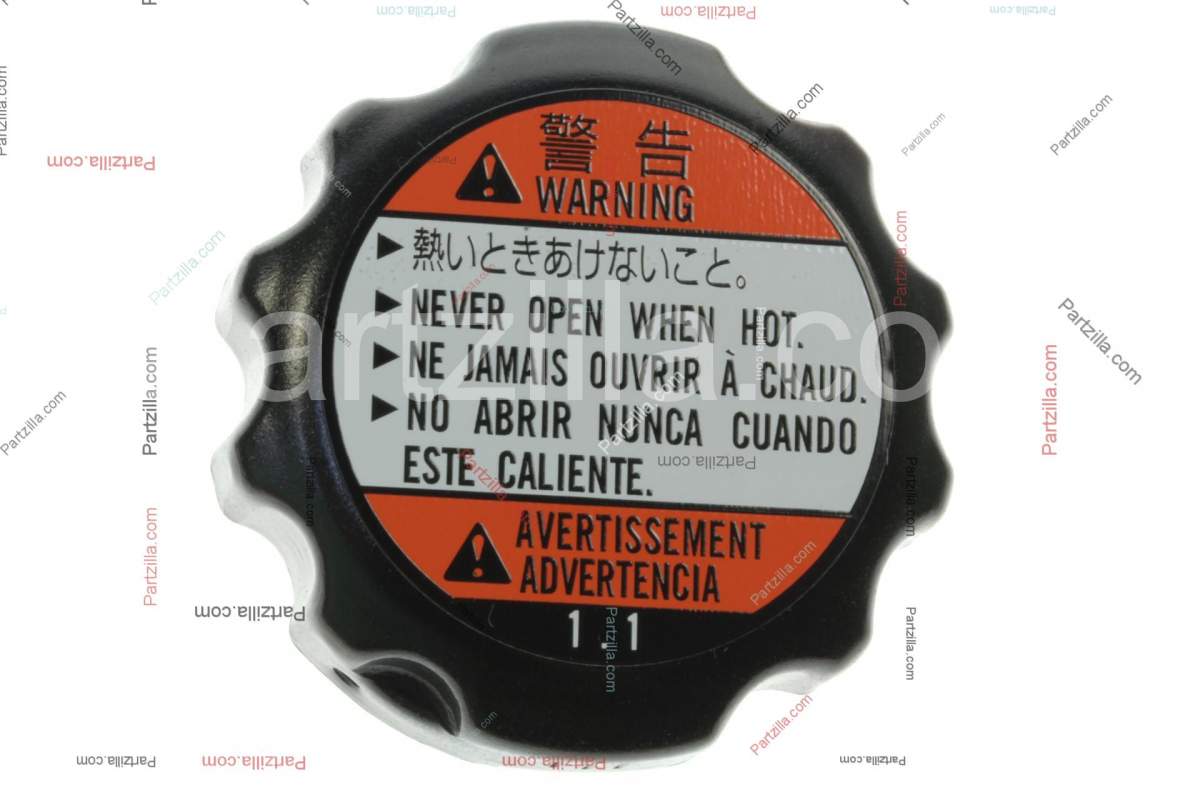 警告
WARNING
熱いときあけないこと。
NEVER OPEN WHEN HOT.
NE JAMAIS OUVRIR À CHAUD.
NO ABRIR NUNCA CUANDO
ESTE CALIENTE.
AVERTISSEMENT
ADVERTENCIA
1.1
Partzilla.com